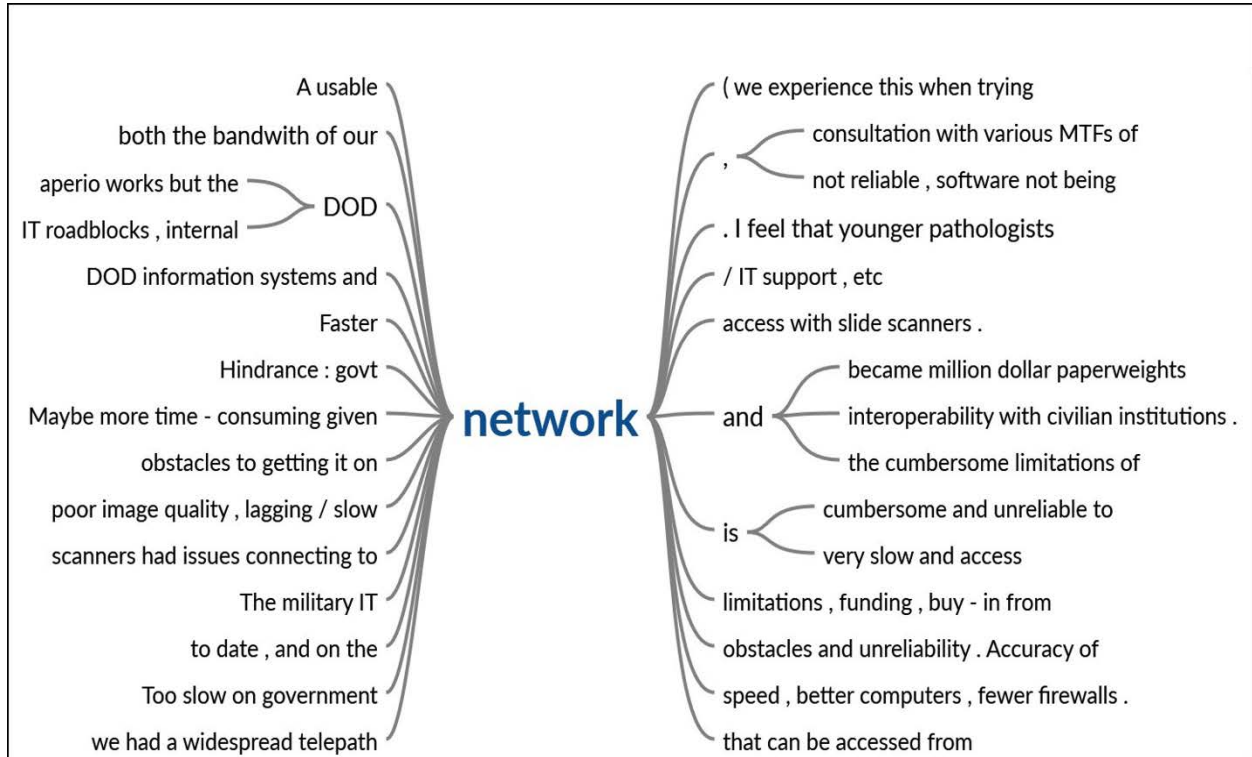 A usable
both the bandwith of our
aperio works but the
IT roadblocks , internal
DOD
DOD information systems and
Faster
Hindrance : govt
Maybe more time - consuming given
obstacles to getting it on
poor image quality , lagging / slow
scanners had issues connecting to
The military IT
to date , and on the
Too slow on government
we had a widespread telepath
network
( we experience this when trying
,
consultation with various MTFs of
not reliable , software not being
. I feel that younger pathologists
/ IT support , etc
access with slide scanners .
and
became million dollar paperweights
interoperability with civilian institutions .
the cumbersome limitations of
is
cumbersome and unreliable to
very slow and access
limitations , funding , buy - in from
obstacles and unreliability . Accuracy of
speed , better computers , fewer firewalls .
that can be accessed from